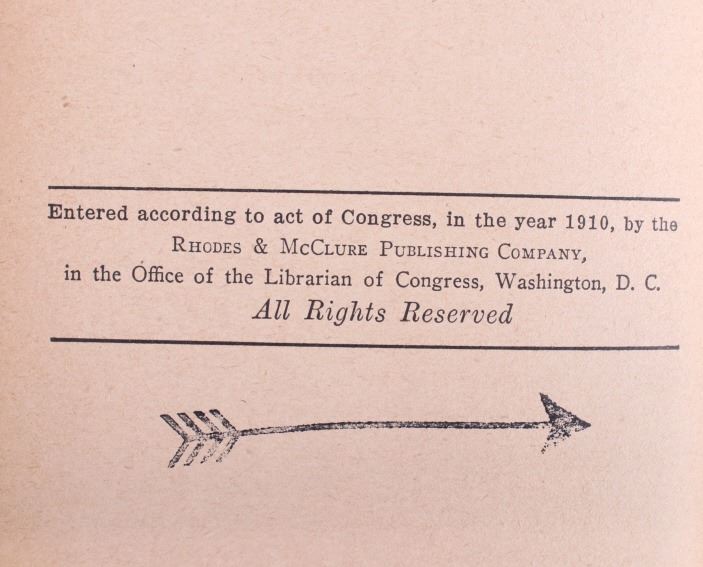 Entered according to act of Congress, in the year 1910, by the
Rhodes & McClure Publishing Company,
in the Office of the Librarian of Congress, Washington, D. C.
All Rights Reserved